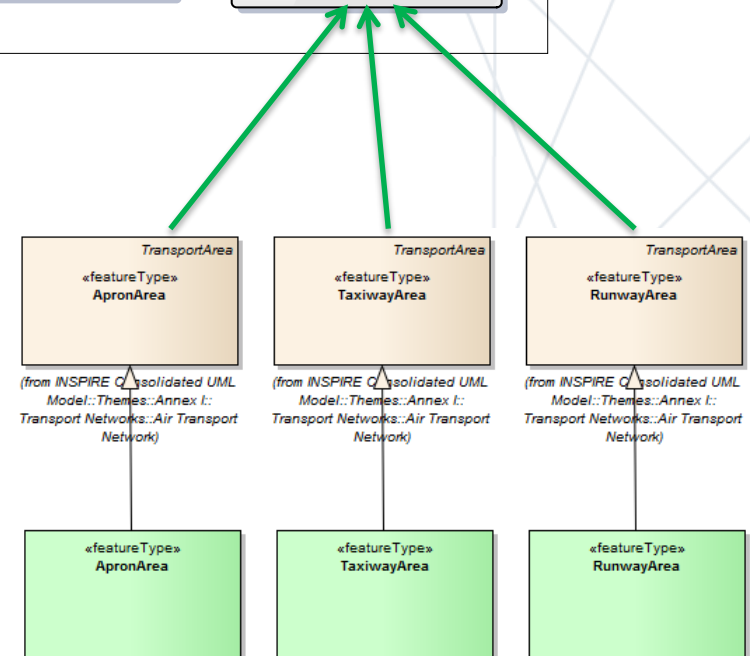 TransportArea
«featureType»
ApronArea
(from INSPIRE Consolidated UML
Model::Themes::Annex I::
Transport Networks::Air Transport
Network)
TransportArea
«featureType»
TaxiwayArea
(from INSPIRE Consolidated UML
Model::Themes::Annex I::
Transport Networks::Air Transport
Network)
TransportArea
«featureType»
RunwayArea
(from INSPIRE Consolidated UML
Model::Themes::Annex I::
Transport Networks::Air Transport
Network)
«featureType»
ApronArea
«featureType»
TaxiwayArea
«featureType»
RunwayArea